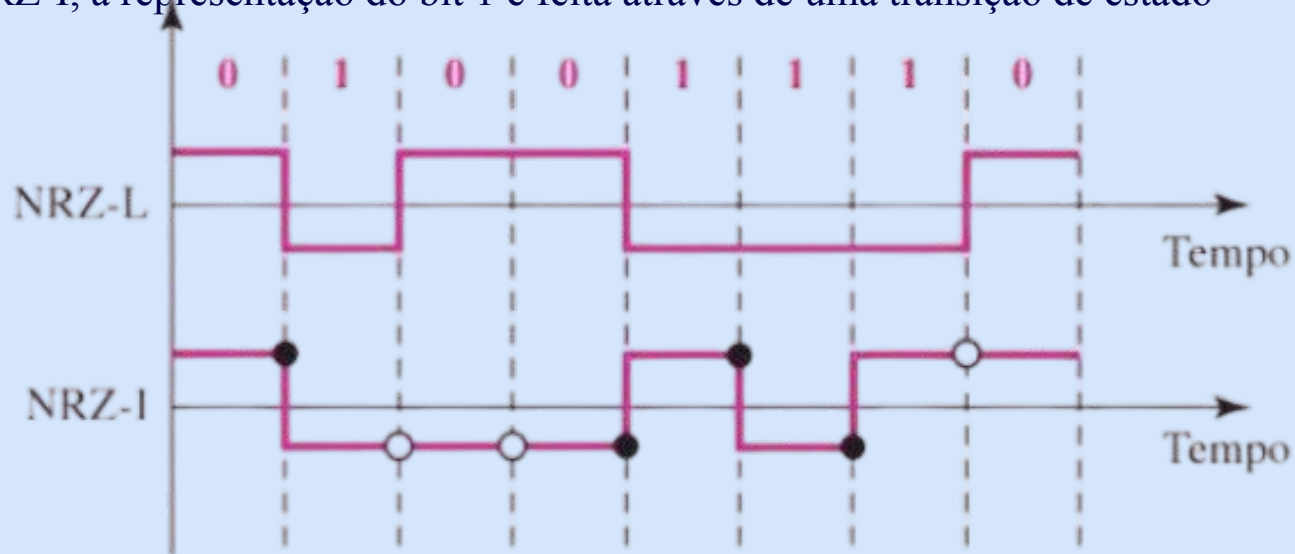 RZ-I, a representação do bit 1 é feita através de uma transição de estado
0 1 0 0 1 1 1 0
NRZ-L
Tempo
NRZ-I
Tempo